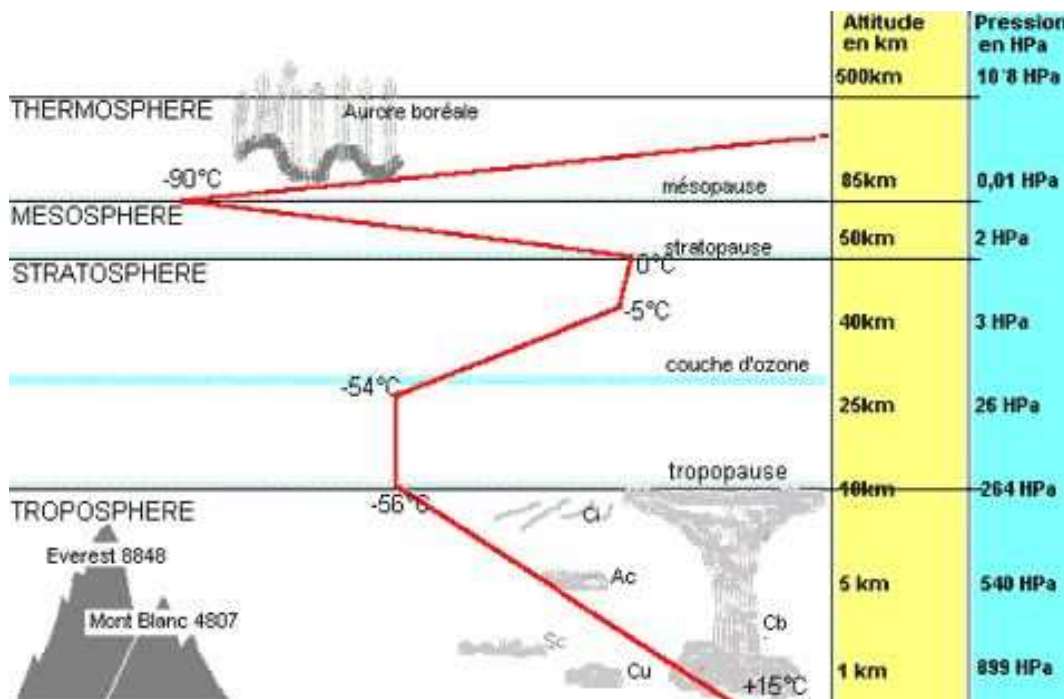 Altitude
en km
Pression
en HPa
500km
10^8 HPa
THERMOSPHERE
Aurore boréale
-90°C
mésopause
85km
0,01 HPa
MESOSPHERE
stratopause
50km
2 HPa
STRATOSPHERE
0°C
-5°C
40km
3 HPa
couche d'ozone
-54°C
25km
26 HPa
tropopause
10km
264 HPa
-56°C
TROPOSPHERE
Ci
Everest 8848
Ac
5 km
540 HPa
Mont Blanc 4807
Cb
Sc
Cu
1 km
899 HPa
+15°C